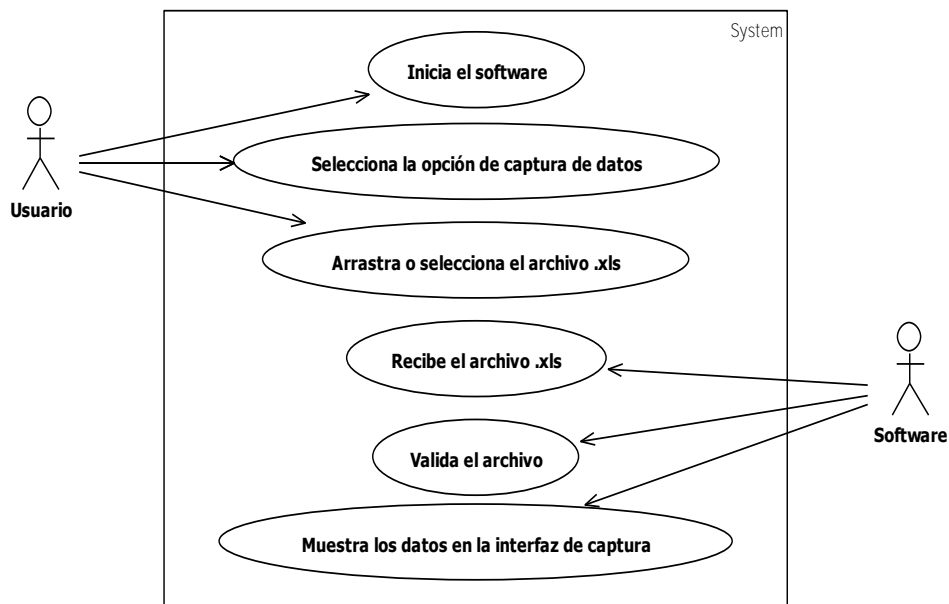 System
Inicia el software
Selecciona la opción de captura de datos
Usuario
Arrastra o selecciona el archivo .xls
Recibe el archivo .xls
Software
Valida el archivo
Muestra los datos en la interfaz de captura